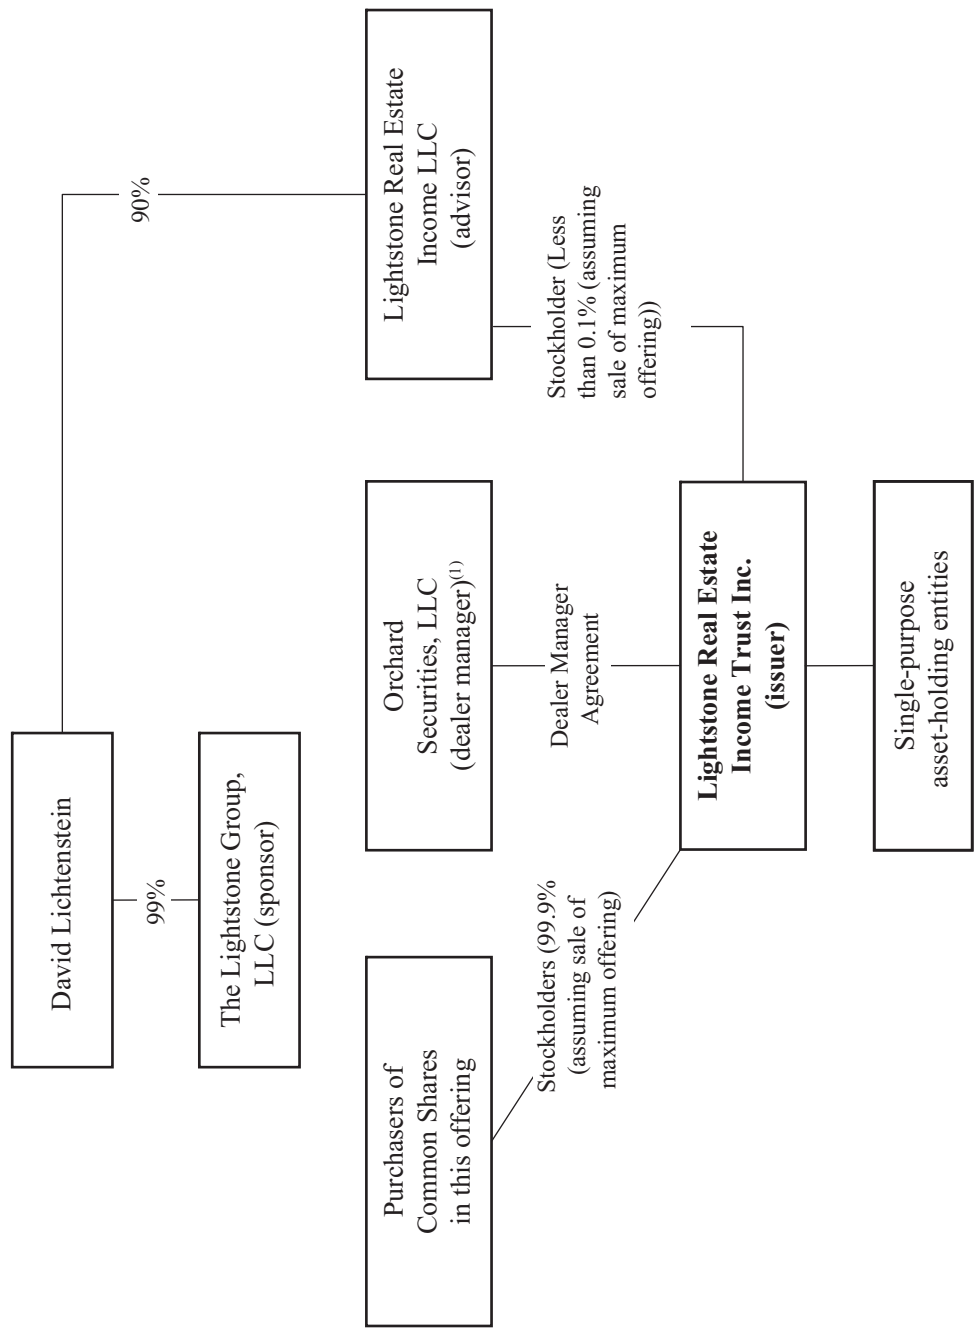 David Lichtenstein
99%
90%
The Lightstone Group,
LLC (sponsor)
Purchasers of
Common Shares
in this offering
Orchard
Securities, LLC
(dealer manager)(1)
Lightstone Real Estate
Income LLC
(advisor)
Stockholders (99.9%
(assuming sale of
maximum offering)
Dealer Manager
Agreement
Stockholder (Less
than 0.1% (assuming
sale of maximum
offering))
Lightstone Real Estate
Income Trust Inc.
(issuer)
Single-purpose
asset-holding entities